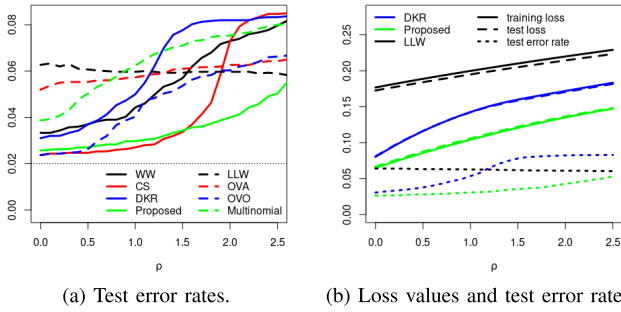 0.08
0.06
0.04
0.02
0.00
WW
CS
DKR
Proposed
LLW
OVA
OVO
Multinomial
0.0 0.5 1.0 1.5 2.0 2.5
ρ
(a) Test error rates.
DKR
Proposed
LLW
training loss
test loss
test error rate
0.25
0.20
0.15
0.10
0.05
0.00
0.0 0.5 1.0 1.5 2.0 2.5
ρ
(b) Loss values and test error rate